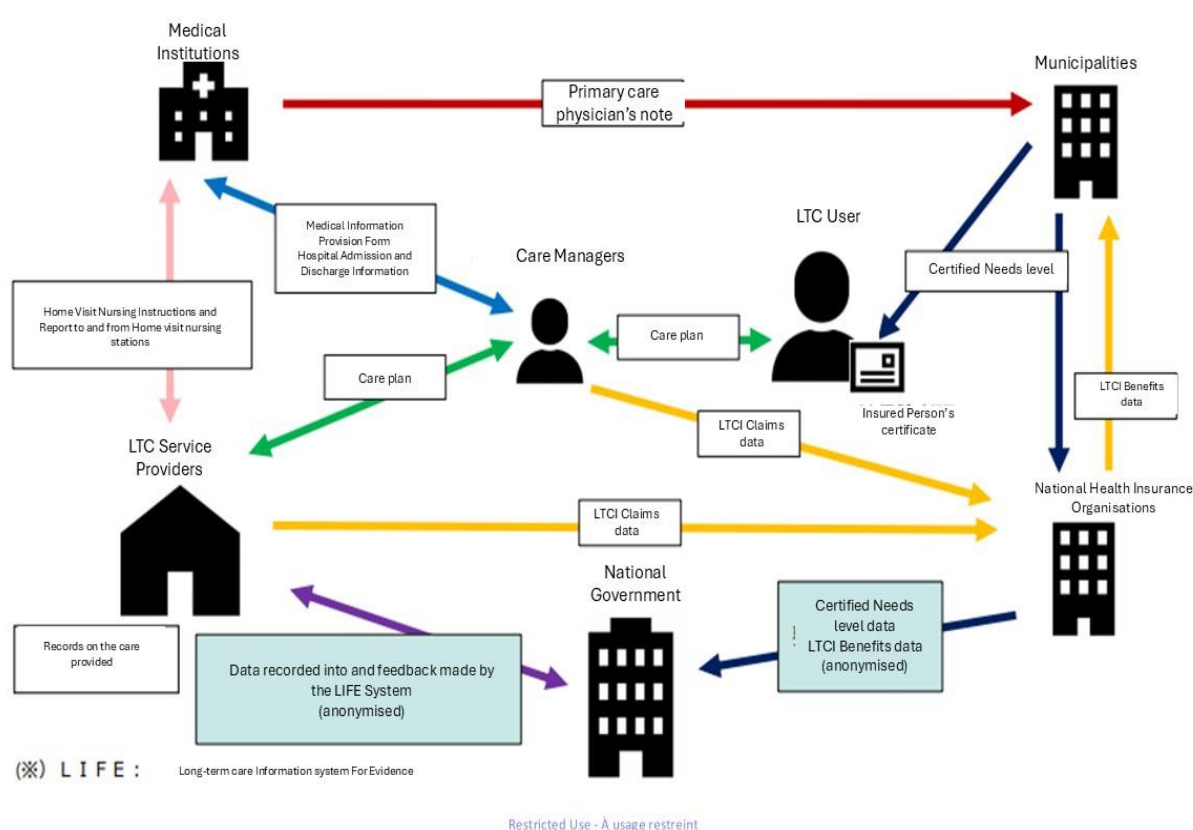 Medical
Institutions
Municipalities
Primary care
physician's note
LTC User
Medical Information
Provision Form
Hospital Admission and
Discharge Information
Care Managers
Certified Needs level
Home Visit Nursing Instructions and
Report to and from Home visit nursing
stations
Care plan
Care plan
LTCI Benefits
data
Insured Person's
certificate
LTCI Claims
data
LTC Service
Providers
National Health Insurance
Organisations
LTCI Claims
data
National
Government
Certified Needs
level data
LTCI Benefits data
(anonymised)
Records on the care
provided
Data recorded into and feedback made by
the LIFE System
(anonymised)
(※) ＬＩＦＥ：
Long-term care Information system For Evidence
Restricted Use - À usage restreint